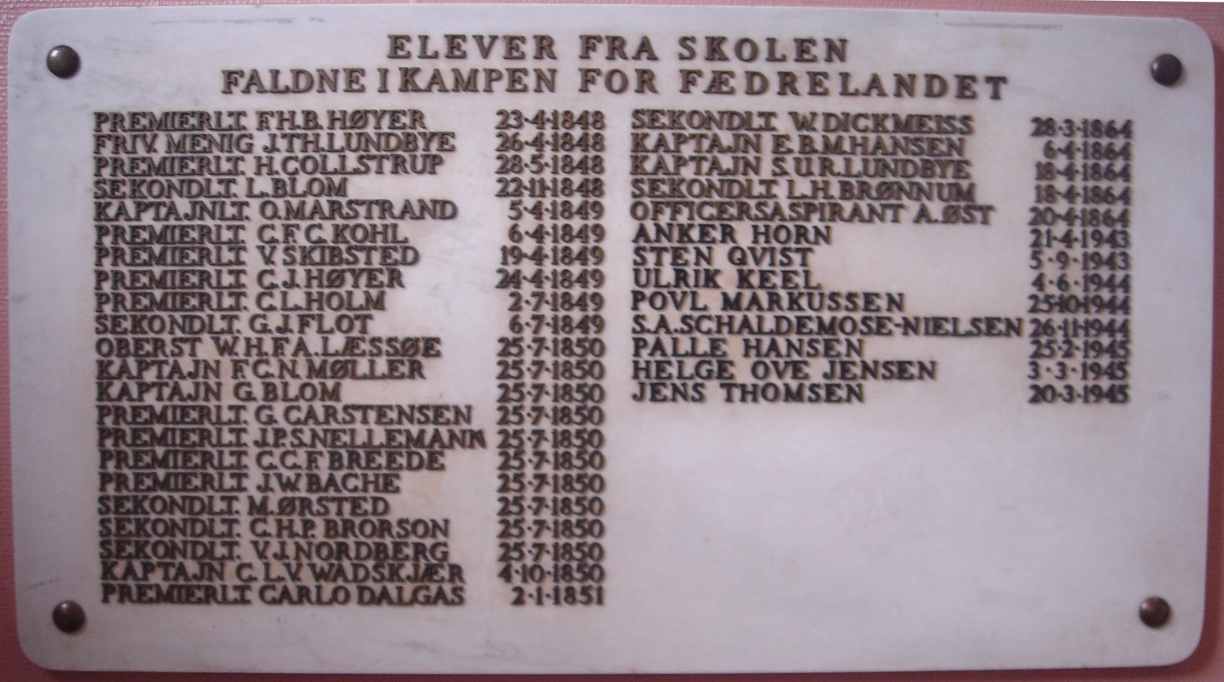 ELEVER FRA SKOLEN
FALDNE I KAMPEN FOR FÆDRELANDET
PREMIERLT. F.H.B. HØYER 23·4·1848
FRIV. MENIG J.TH. LUNDBYE 26·4·1848
PREMIERLT. H. GOLLSTRUP 28·5·1848
SEKONDLT. L. BLOM 22·11·1848
KAPTAJNLT. O. MARSTRAND 5·4·1849
PREMIERLT. C.F.C. KOHL 6·4·1849
PREMIERLT. V. SKIBSTED 19·4·1849
PREMIERLT. C.J. HØYER 24·4·1849
PREMIERLT. C.L. HOLM 2·7·1849
SEKONDLT. G.J. FLOT 6·7·1849
OBERST W.H.F.A. LÆSSØE 25·7·1850
KAPTAJN F.C.N. MØLLER 25·7·1850
KAPTAJN G. BLOM 25·7·1850
PREMIERLT. G. CARSTENSEN 25·7·1850
PREMIERLT. J.P.S. NELLEMANN 25·7·1850
PREMIERLT. C.C.F. BREEDE 25·7·1850
PREMIERLT. J.W. BACHE 25·7·1850
SEKONDLT. M. ØRSTED 25·7·1850
SEKONDLT. C.H.P. BRORSON 25·7·1850
SEKONDLT. V.J. NORDBERG 25·7·1850
KAPTAJN C.L.V. WADSKJÆR 4·10·1850
PREMIERLT. CARLO DALGAS 2·1·1851
SEKONDLT. W. DICKMEISS 28·3·1864
KAPTAJN E.B.M. HANSEN 6·4·1864
KAPTAJN S.U.R. LUNDBYE 18·4·1864
SEKONDLT. L.H. BRØNNUM 18·4·1864
OFFICERSASPIRANT A. ØST 20·4·1864
ANKER HORN 21·4·1943
STEN QVIST 5·9·1943
ULRIK KEEL 4·6·1944
POVL MARKUSSEN 25·10·1944
S.A. SCHALDEMOSE-NIELSEN 26·11·1944
PALLE HANSEN 25·2·1945
HELGE OVE JENSEN 3·3·1945
JENS THOMSEN 20·3·1945